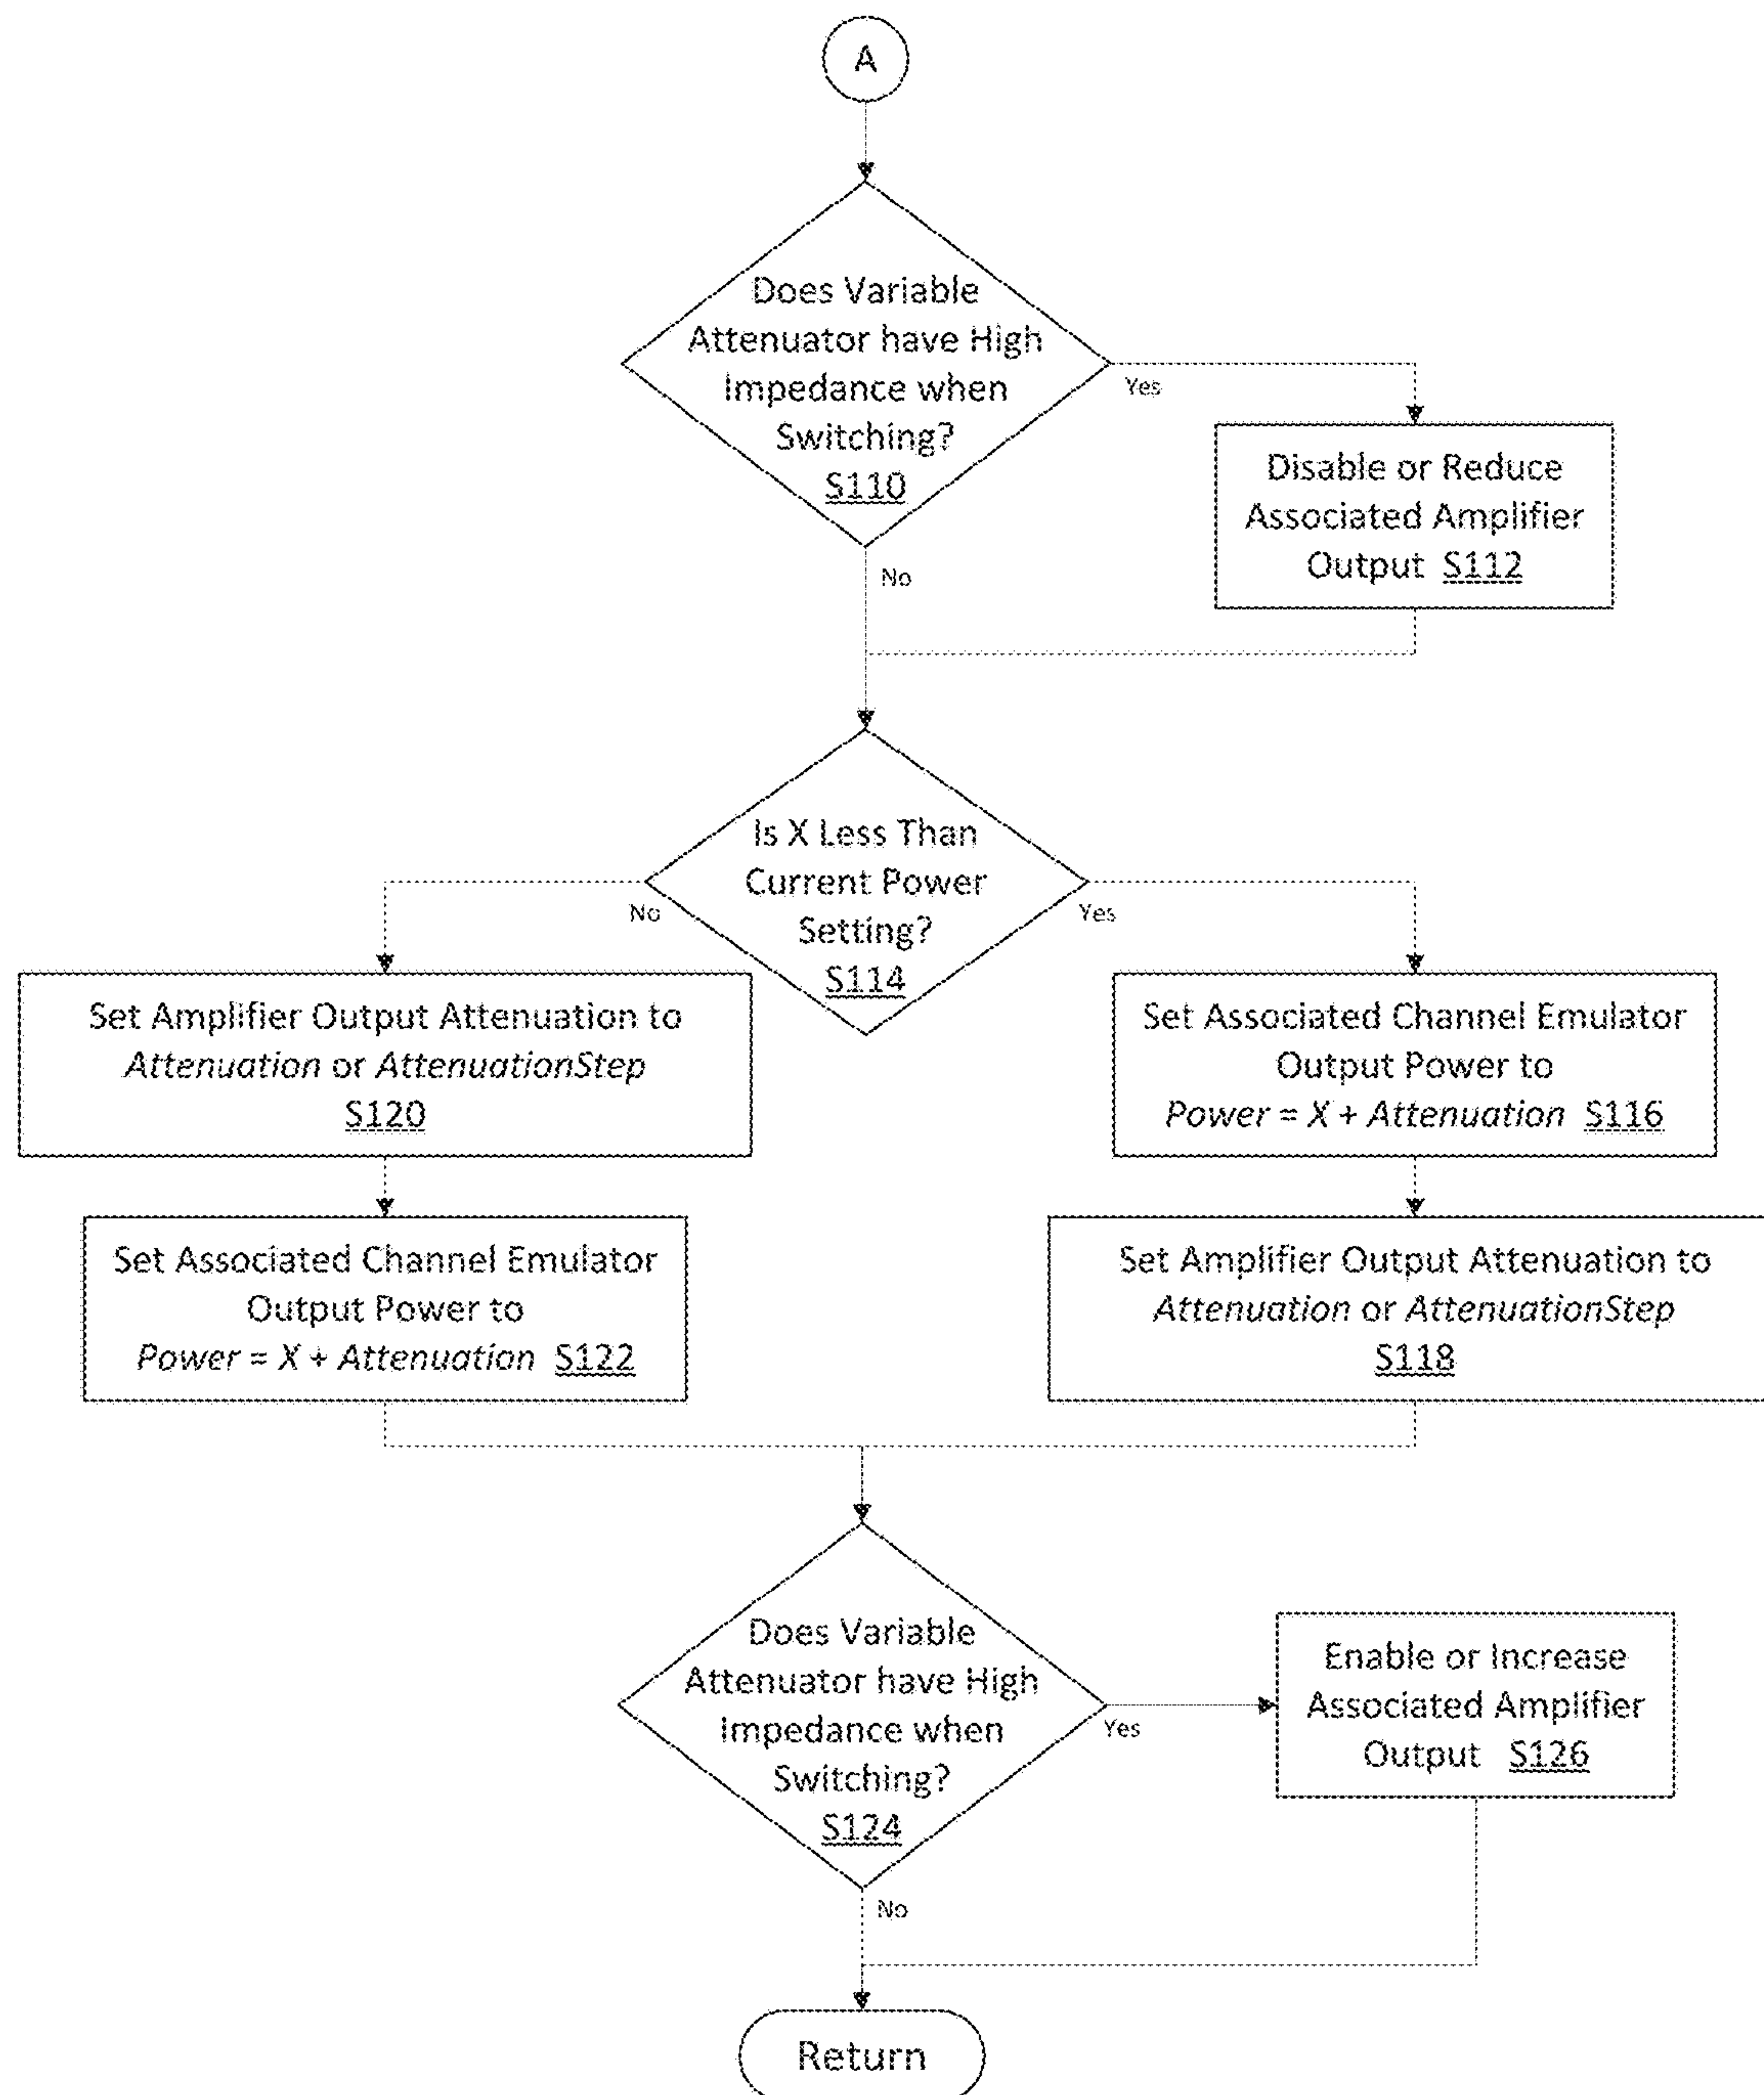 A
Does Variable
Attenuator have High
Impedance when
Switching?
S110
Yes
No
Disable or Reduce
Associated Amplifier
Output S112
Is X Less Than
Current Power
Setting?
S114
No
Yes
Set Amplifier Output Attenuation to
Attenuation or AttenuationStep
S120
Set Associated Channel Emulator
Output Power to
Power = X + Attenuation S122
Set Associated Channel Emulator
Output Power to
Power = X + Attenuation S116
Set Amplifier Output Attenuation to
Attenuation or AttenuationStep
S118
Does Variable
Attenuator have High
Impedance when
Switching?
S124
Yes
No
Enable or Increase
Associated Amplifier
Output S126
Return